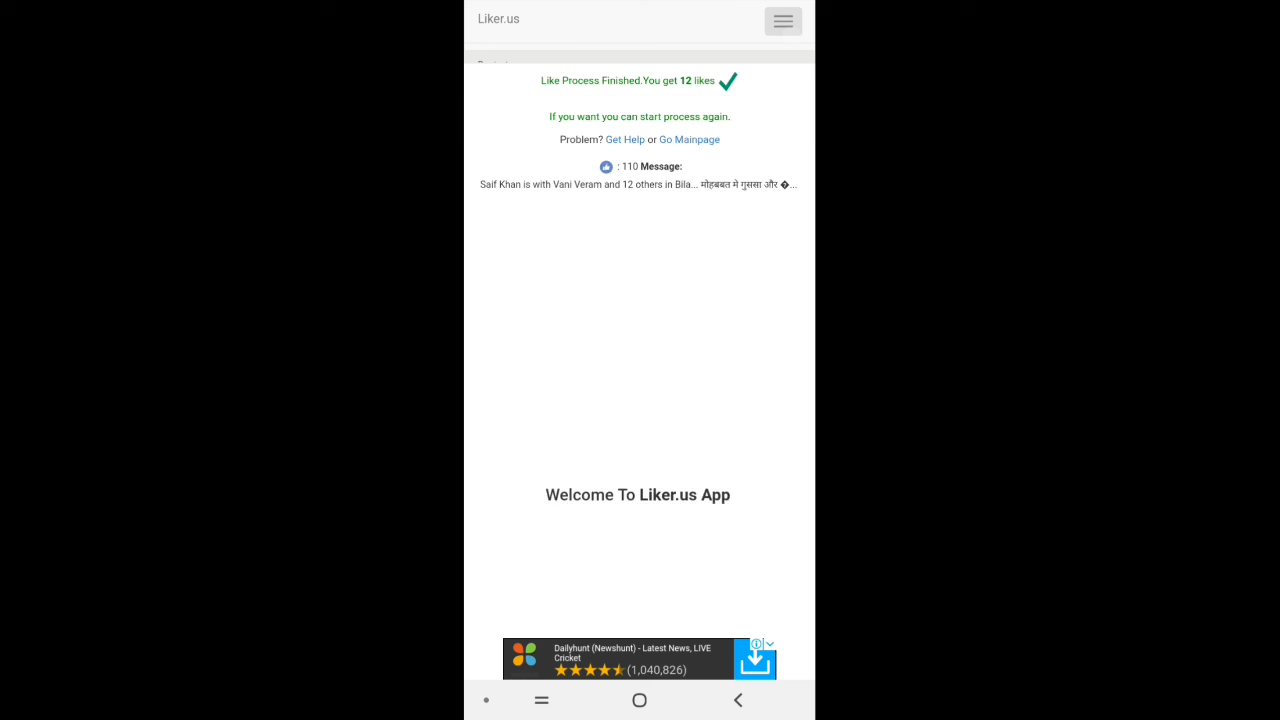 Liker.us
Like Process Finished.You get 12 likes
If you want you can start process again.
Problem? Get Help or Go Mainpage
: 110 Message:
Saif Khan is with Vani Veram and 12 others in Bila... मोहबबत मे गुससा और �...
Welcome To Liker.us App
Dailyhunt (Newshunt) - Latest News, LIVE
Cricket
(1,040,826)